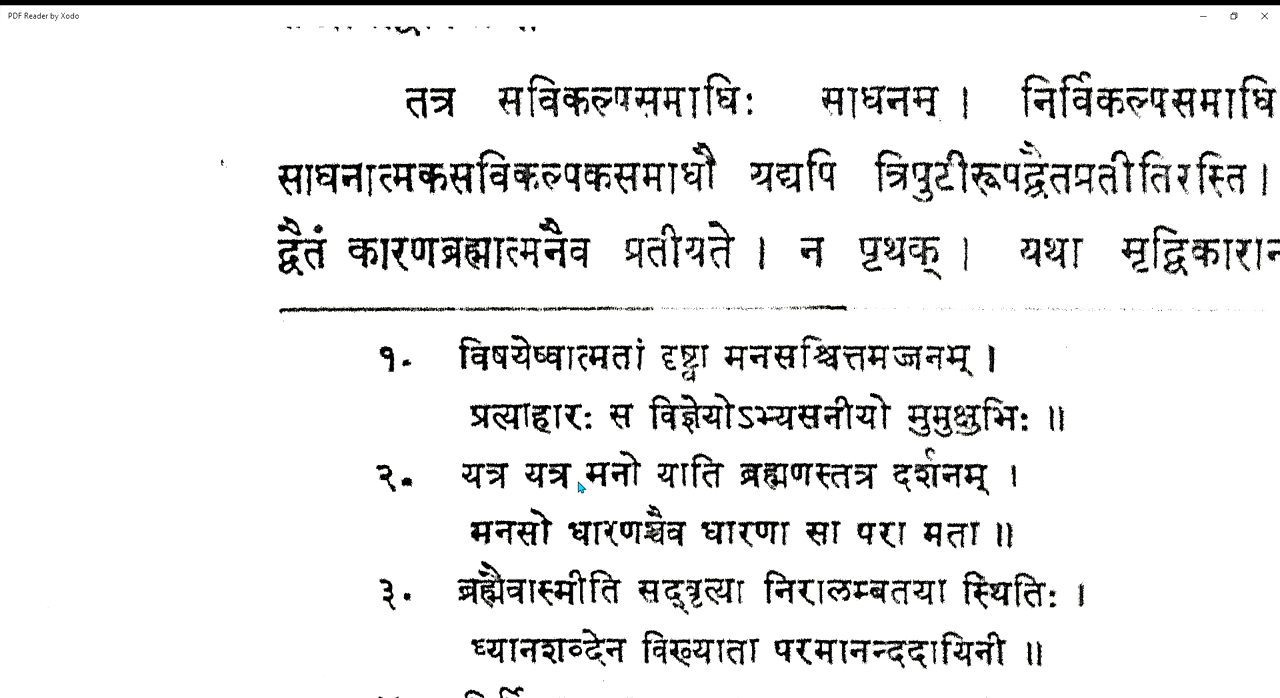 PDF Reader by Xodo
तत्र सविकल्पसमाधिः साधनम् । निर्विकल्पसमाधि
साधनात्मकसविकल्पकसमाधौ यद्यपि त्रिपुटीरूपद्वैतप्रतीतिरस्ति ।
द्वैतं कारणब्रह्मात्मनैव प्रतीयते । न पृथक् । यथा मृद्विकारान
१. विषयेष्वात्मतां दृष्ट्वा मनसश्चित्तमज्जनम् ।
प्रत्याहारः स विज्ञेयोऽभ्यसनीयो मुमुक्षुभिः ॥
२. यत्र यत्र मनो याति ब्रह्मणस्तत्र दर्शनम् ।
मनसो धारणञ्चैव धारणा सा परा मता ॥
३. ब्रह्मैवास्मीति सद्वृत्या निरालम्बतया स्थितिः ।
ध्यानशब्देन विख्याता परमानन्ददायिनी ॥